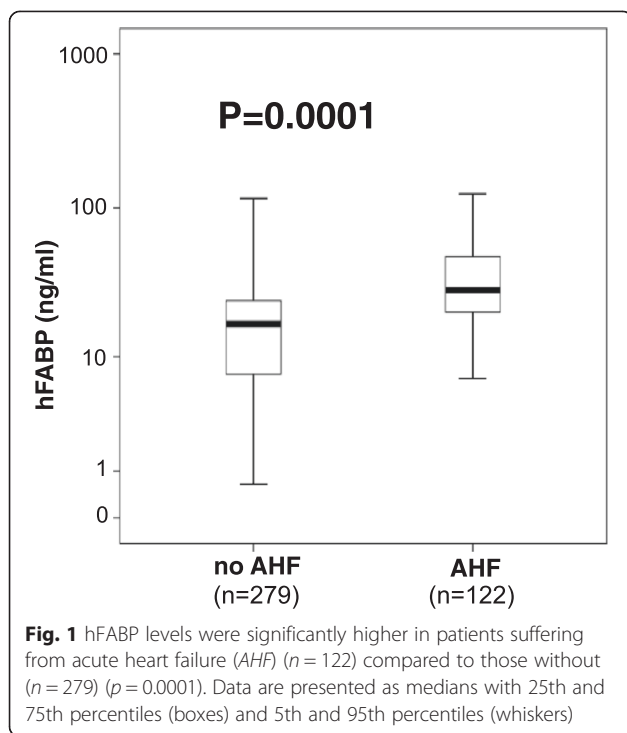 1000
P=0.0001
100
hFABP (ng/ml)
10
1
0
no AHF
(n=279)
AHF
(n=122)
Fig. 1 hFABP levels were significantly higher in patients suffering
from acute heart failure (AHF) (n = 122) compared to those without
(n = 279) (p = 0.0001). Data are presented as medians with 25th and
75th percentiles (boxes) and 5th and 95th percentiles (whiskers)